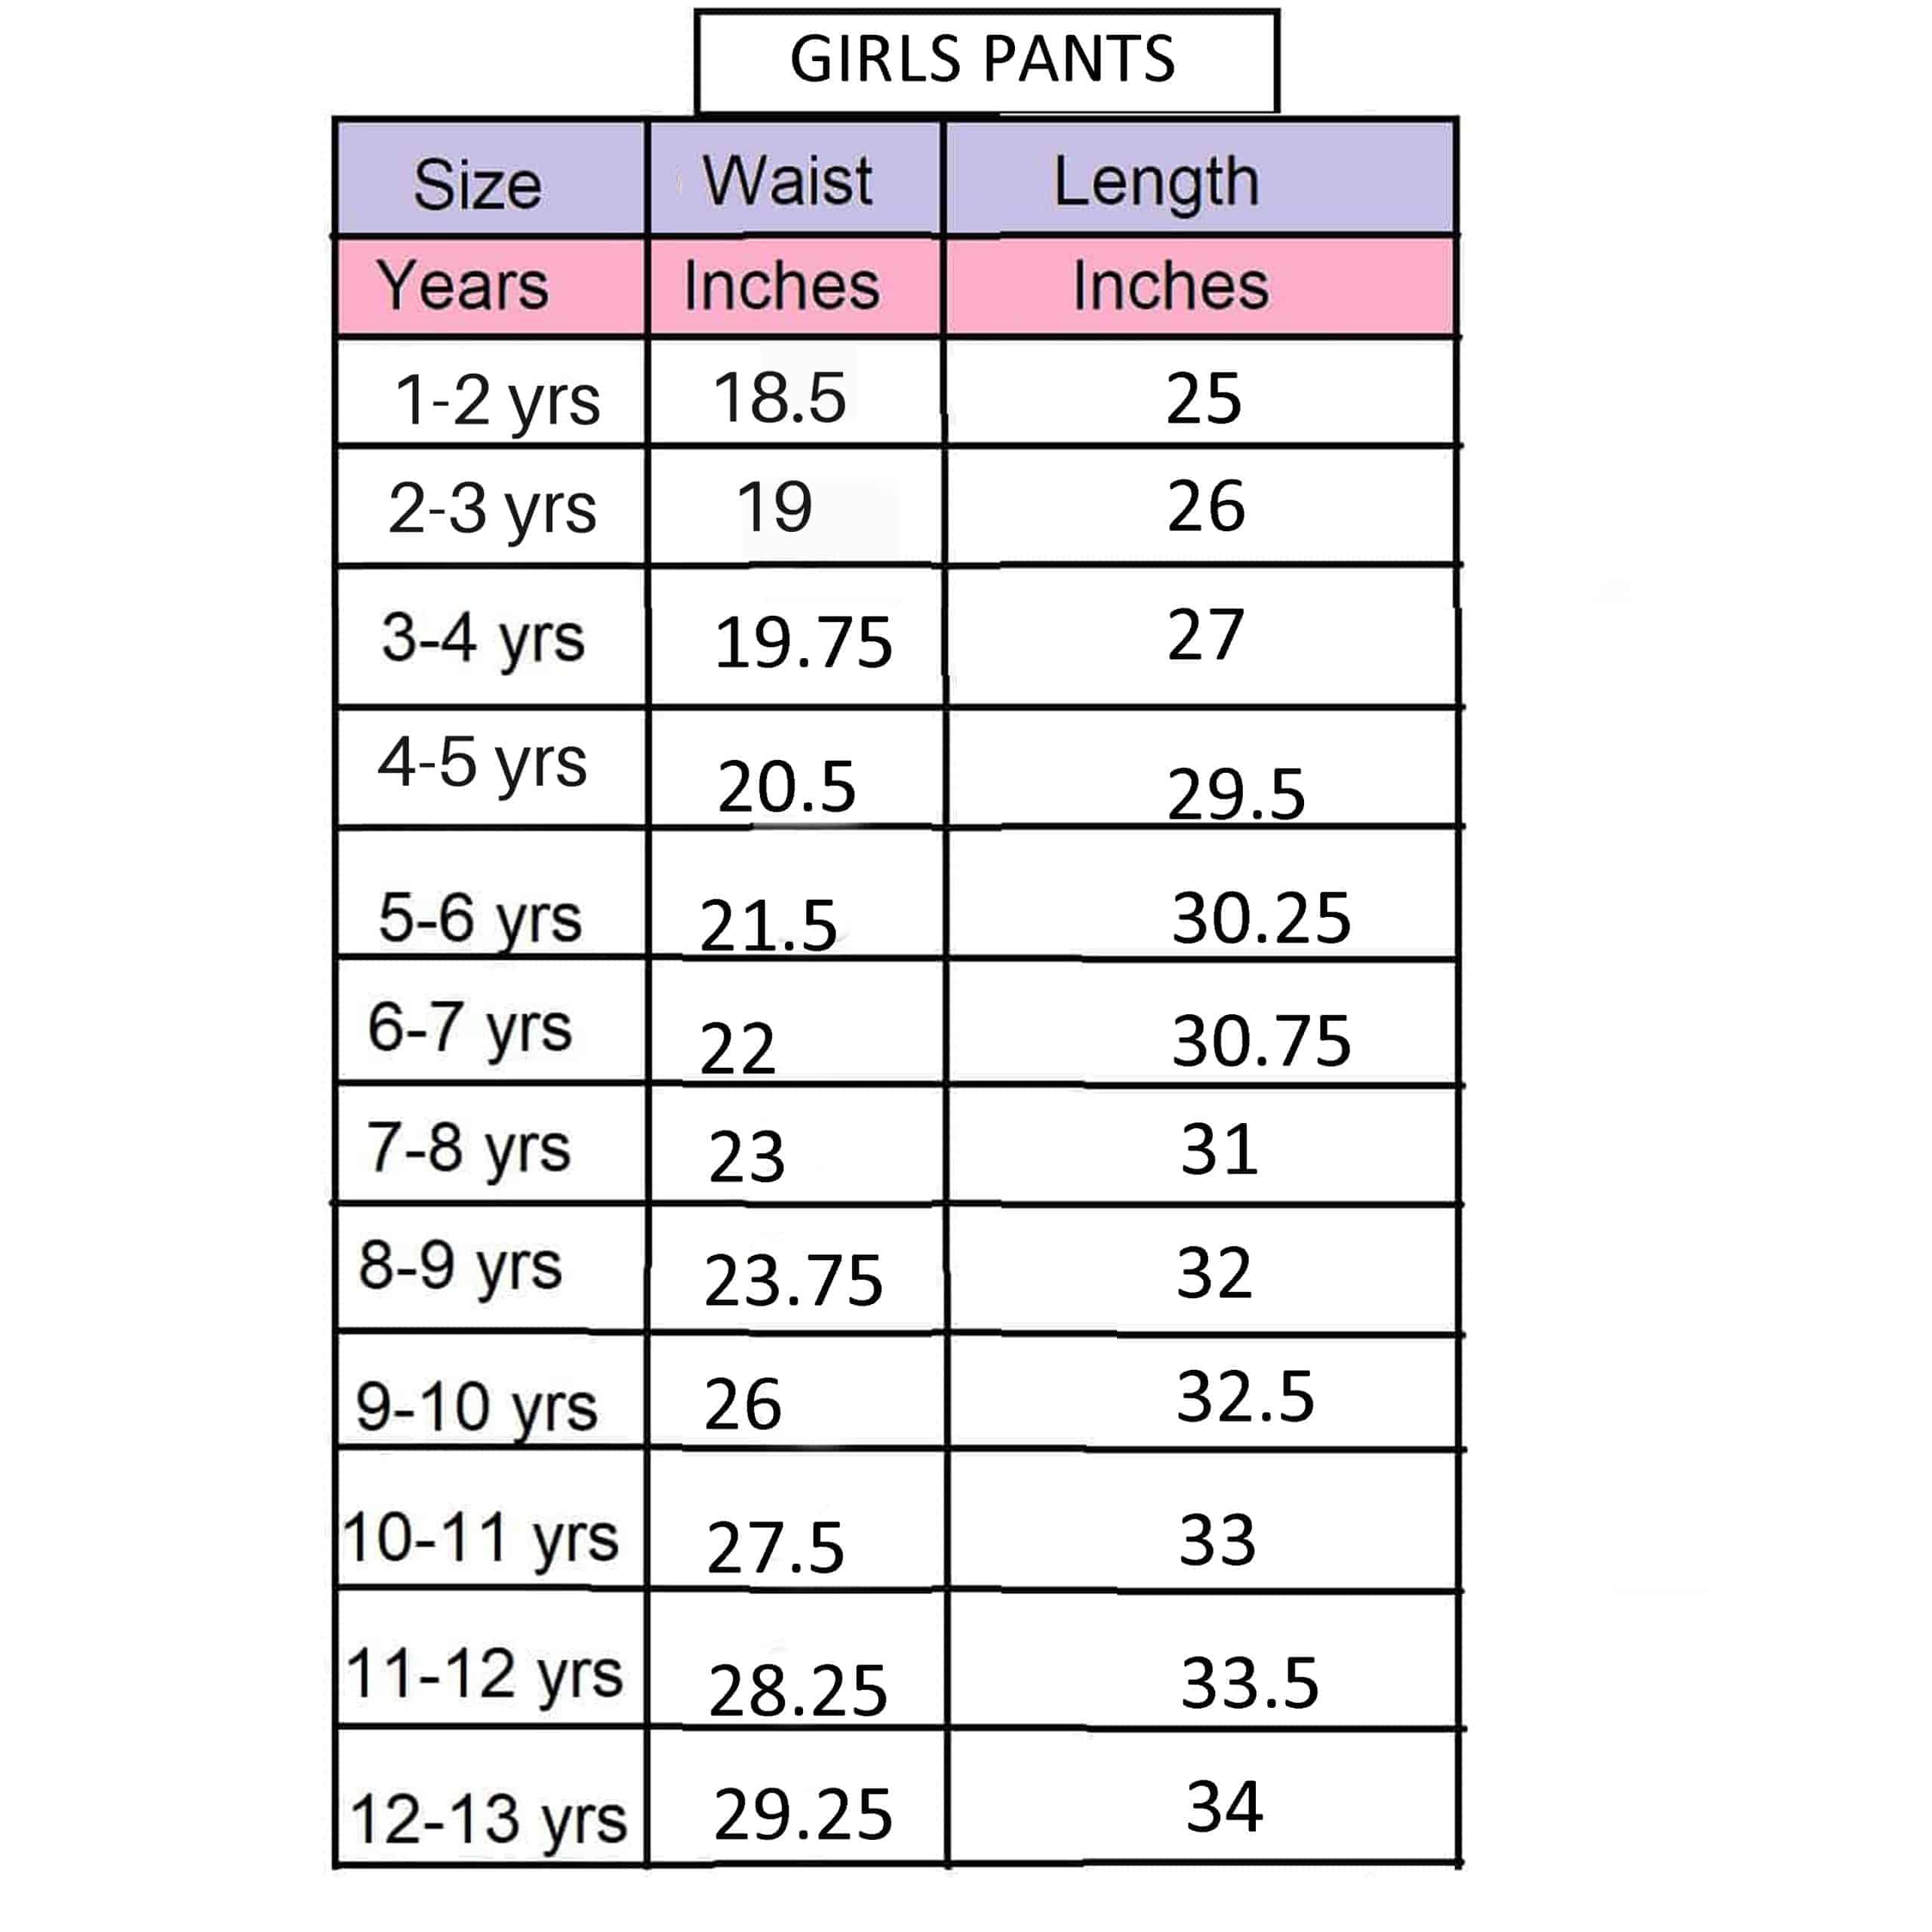 GIRLS PANTS
Size Waist Length
Years Inches Inches
1-2 yrs 18.5 25
2-3 yrs 19 26
3-4 yrs 19.75 27
4-5 yrs 20.5 29.5
5-6 yrs 21.5 30.25
6-7 yrs 22 30.75
7-8 yrs 23 31
8-9 yrs 23.75 32
9-10 yrs 26 32.5
10-11 yrs 27.5 33
11-12 yrs 28.25 33.5
12-13 yrs 29.25 34